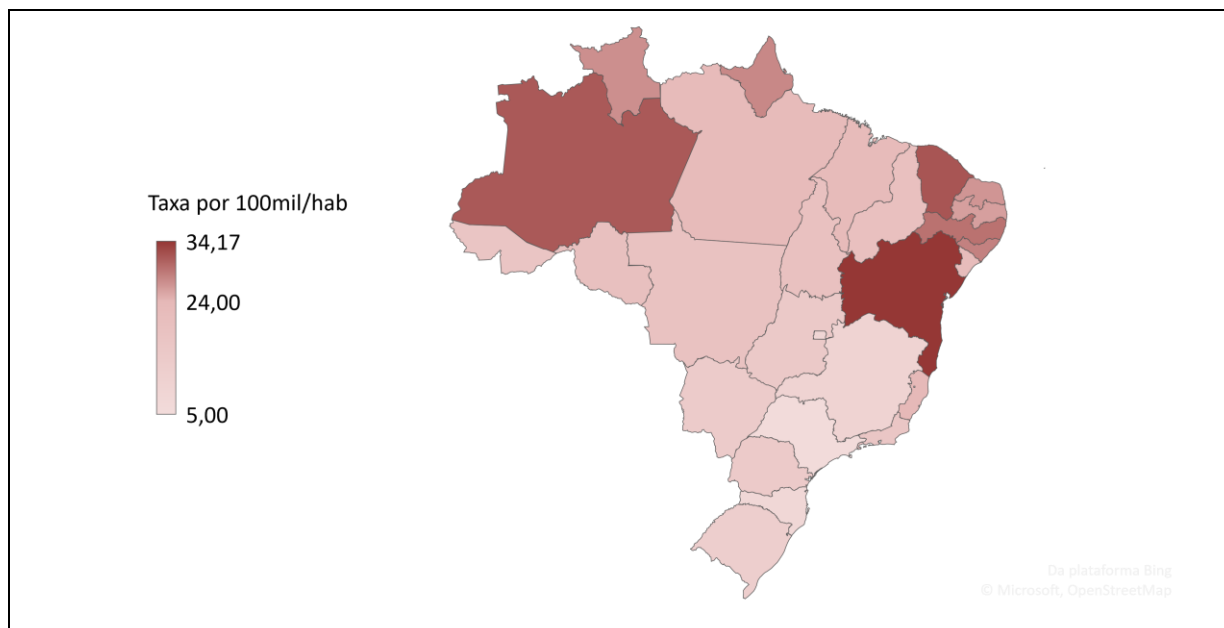 Taxa por 100mil/hab
34,17
24,00
5,00
Da plataforma Bing
© Microsoft, OpenStreetMap